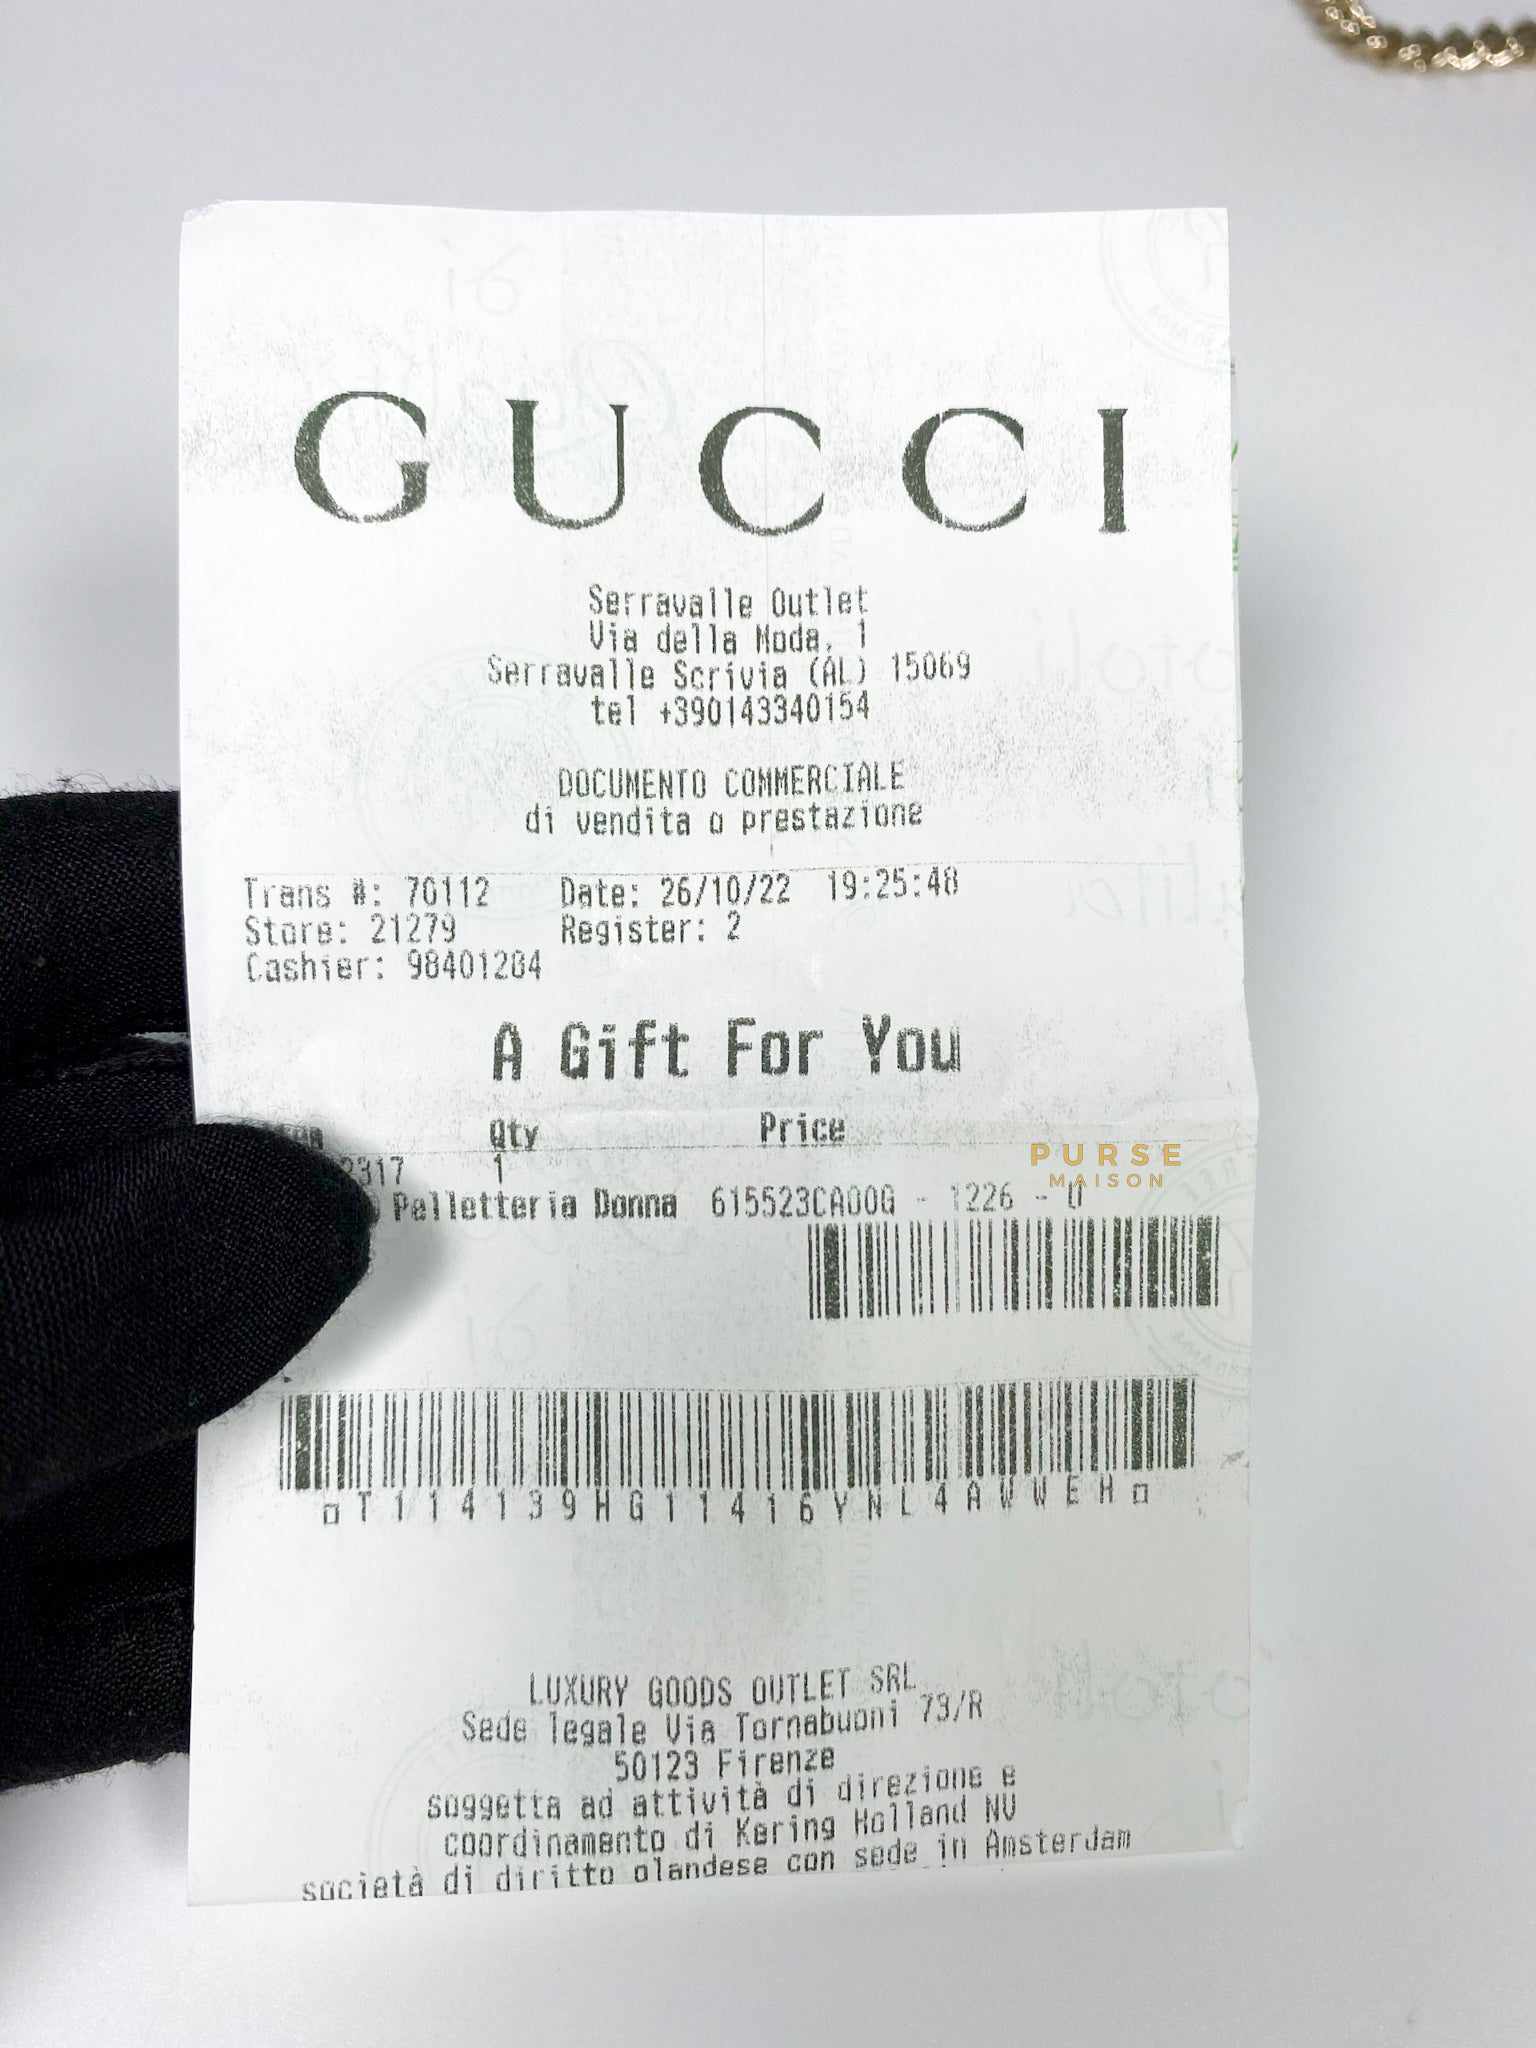 GUCCI
Serravalle Outlet
Via della Moda, 1
Serravalle Scrivia (AL) 15069
tel +390143340154
DOCUMENTO COMMERCIALE
di vendita o prestazione
Trans #: 70112 Date: 26/10/22 19:25:48
Store: 21279 Register: 2
Cashier: 98401204
A Gift For You
Qty Price
2317 1
Pelletteria Donna 615523CAOOG - 1226 - U
PURSE
MAISON
T114139HG11416YNL4AWWEH
LUXURY GOODS OUTLET SRL
Sede legale Via Tornabuoni 73/R
50123 Firenze
soggetta ad attività di direzione e
coordinamento di Kering Holland NV
società di diritto olandese con sede in Amsterdam